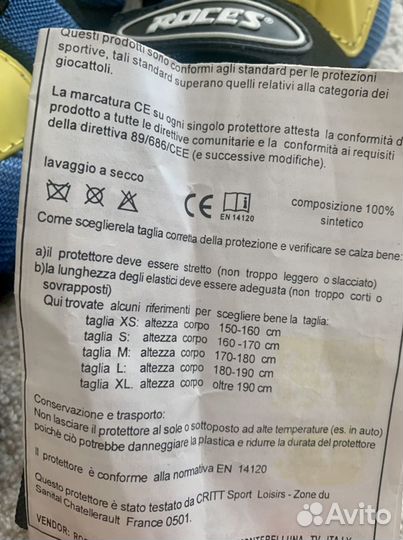 ROCES
Questi prodotti sono conformi agli standard per le protezioni
sportive, tali standard superano quelli relativi alla categoria dei
giocattoli.
La marcatura CE su ogni singolo protettore attesta la conformità d
prodotto a tutte le direttive comunitarie e la conformità ai requisiti
della direttiva 89/686/CEE (e successive modifiche).
lavaggio a secco
CE
EN 14120
composizione 100%
sintetico
Come sceglierela taglia corretta della protezione e verificare se calza bene:
a)il protettore deve essere stretto (non troppo leggero o slacciato)
b)la lunghezza degli elastici deve essere adeguata (non troppo corti o
sovrapposti)
Qui trovate alcuni riferimenti per scegliere bene la taglia:
taglia XS: altezza corpo 150-160 cm
taglia S: altezza corpo 160-170 cm
taglia M: altezza corpo 170-180 cm
taglia L: altezza corpo 180-190 cm
taglia XL. altezza corpo oltre 190 cm
Conservazione e trasporto:
Non lasciare il protettore al sole o sottoposto ad alte temperature (es. in auto)
poichè ciò potrebbe danneggiare la plastica e ridurre la durata del protettore
Il protettore è conforme alla normativa EN 14120
Questo protettore è stato testato da CRITT Sport Loisirs - Zone du
Sanital Chatellerault France 0501.
VENDOR: MONTEBELLUNA TV ITALY
Avito